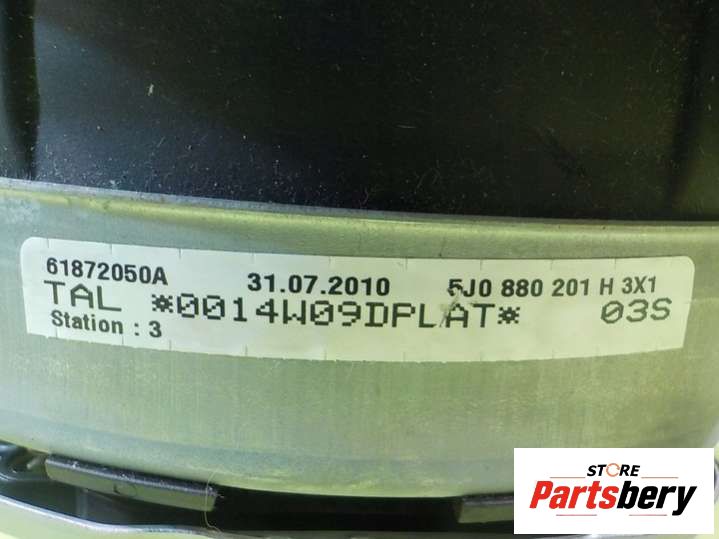 61872050A 31.07.2010 5J0 880 201 H 3X1
TAL *0014W09DPLAT* 03S
Station : 3
STORE
Partsbery